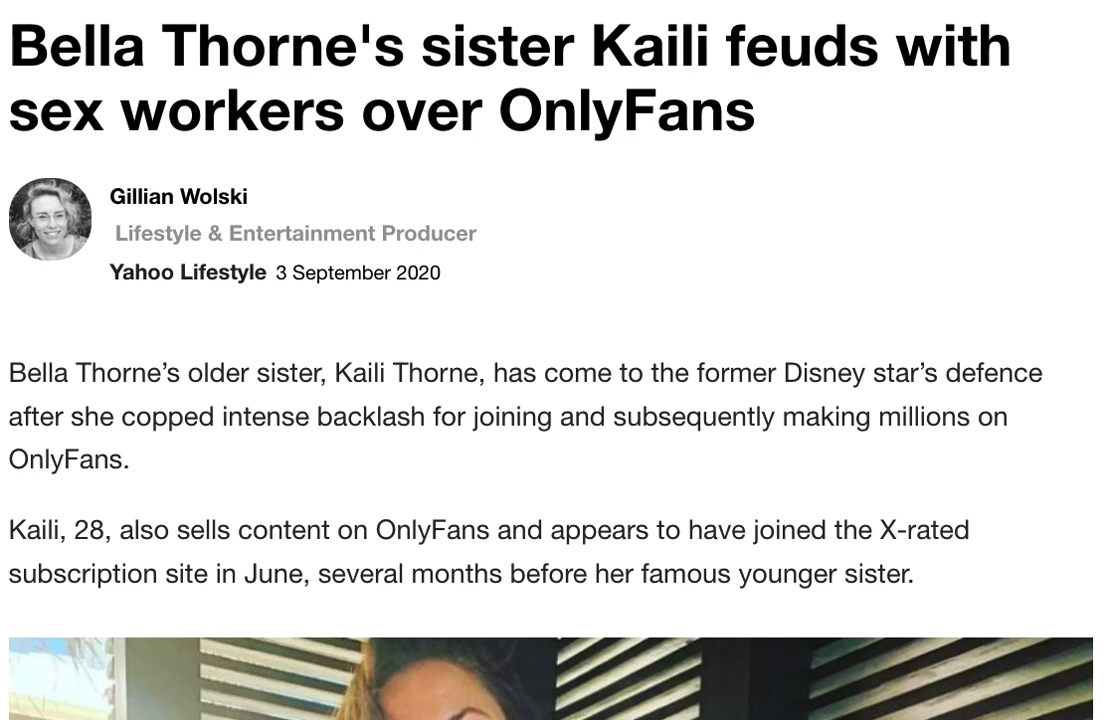 Bella Thorne's sister Kaili feuds with
sex workers over OnlyFans
Gillian Wolski
Lifestyle & Entertainment Producer
Yahoo Lifestyle 3 September 2020
Bella Thorne’s older sister, Kaili Thorne, has come to the former Disney star’s defence
after she copped intense backlash for joining and subsequently making millions on
OnlyFans.
Kaili, 28, also sells content on OnlyFans and appears to have joined the X-rated
subscription site in June, several months before her famous younger sister.